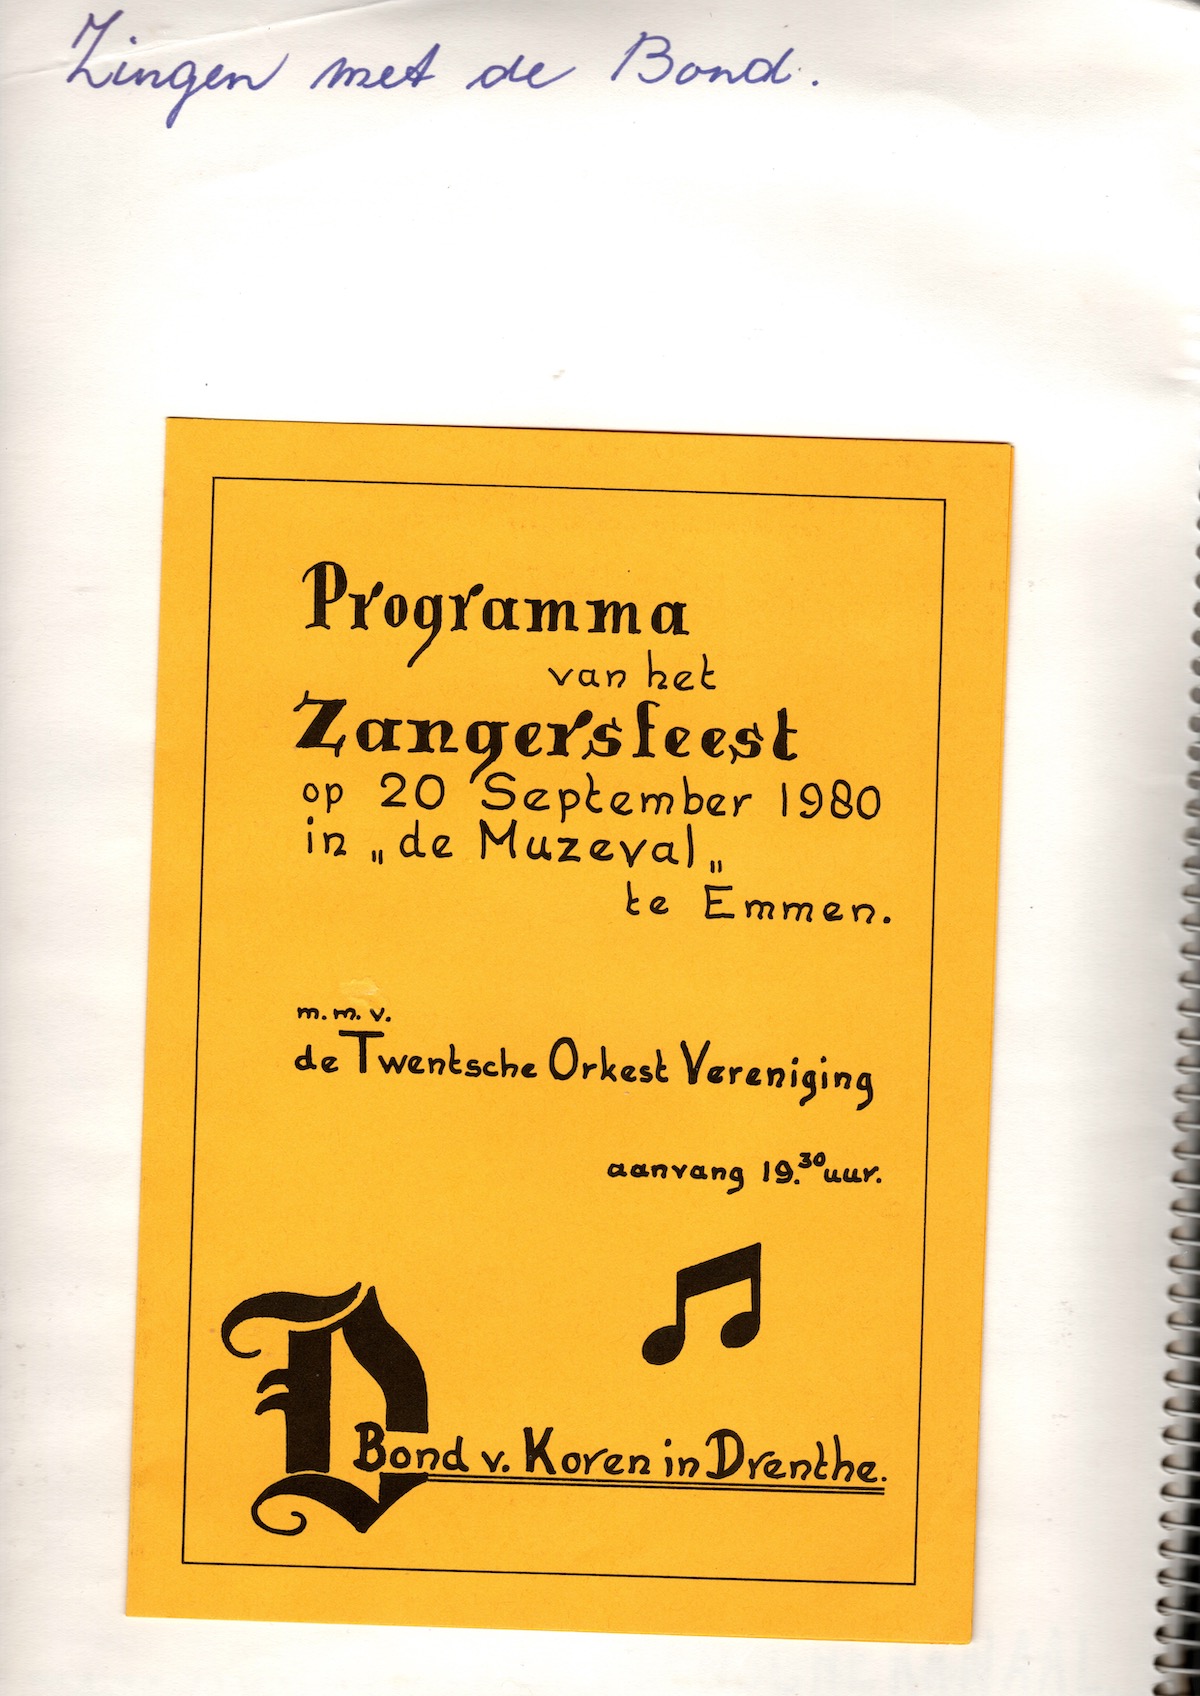 Zingen met de Bond.
Programma
van het
Zangersfeest
op 20 September 1980
in „de Muzeval„
te Emmen.
m.m.v.
de Twentsche Orkest Vereniging
aanvang 19.30 uur.
D
Bond v. Koren in Drenthe.